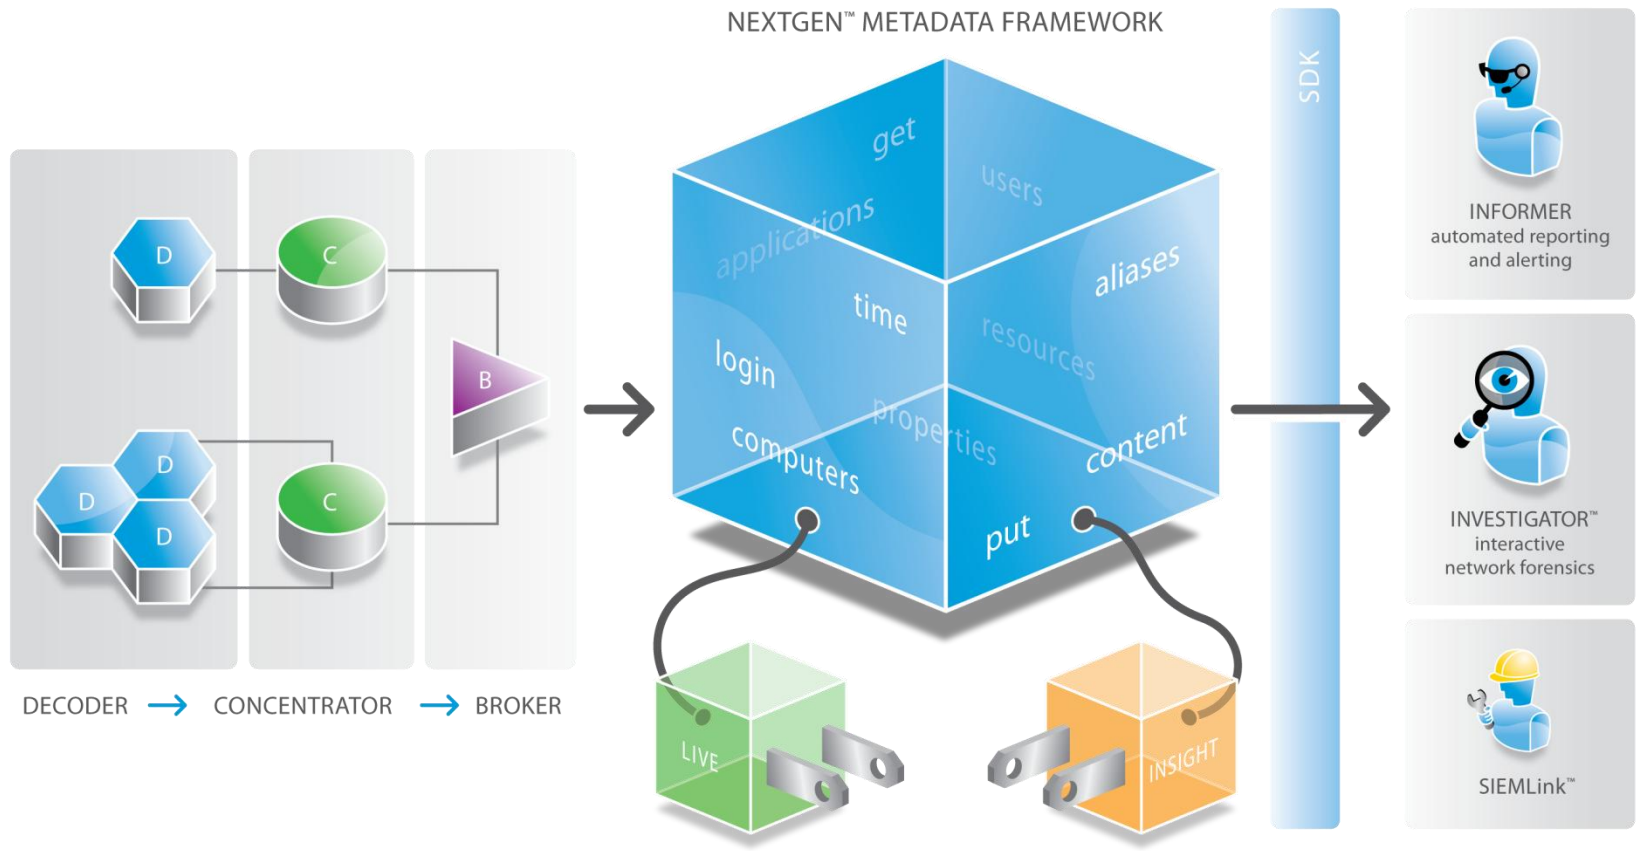 NEXTGEN™ METADATA FRAMEWORK
D
C
B
D
D
D
C
DECODER → CONCENTRATOR → BROKER
get
users
applications
aliases
time
resources
login
properties
computers
content
put
LIVE
INSIGHT
SDK
INFORMER
automated reporting
and alerting
INVESTIGATOR™
interactive
network forensics
SIEMLink™